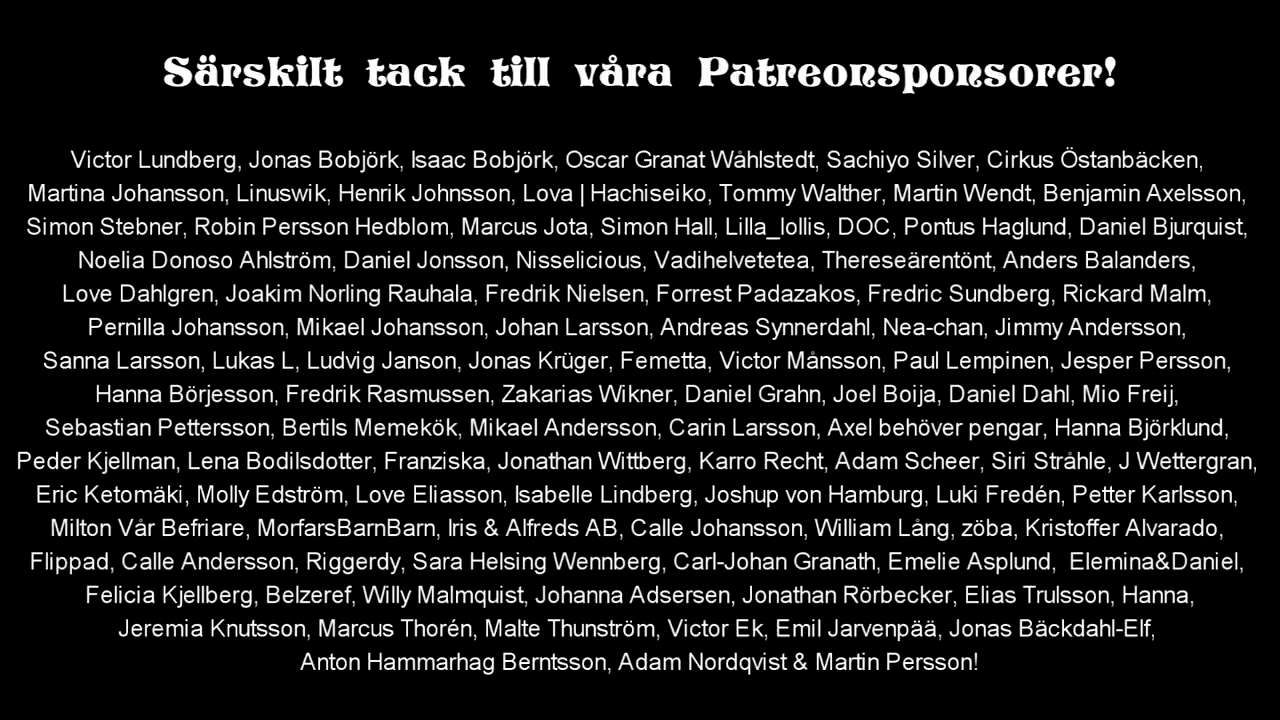 Särskilt tack till våra Patreonsponsorer!
Victor Lundberg, Jonas Bobjörk, Isaac Bobjörk, Oscar Granat Wåhlstedt, Sachiyo Silver, Cirkus Östanbäcken,
Martina Johansson, Linuswik, Henrik Johnsson, Lova | Hachiseiko, Tommy Walther, Martin Wendt, Benjamin Axelsson,
Simon Stebner, Robin Persson Hedblom, Marcus Jota, Simon Hall, Lilla_lollis, DOC, Pontus Haglund, Daniel Bjurquist,
Noelia Donoso Ahlström, Daniel Jonsson, Nisselicious, Vadihelvetetea, Thereseärentönt, Anders Balanders,
Love Dahlgren, Joakim Norling Rauhala, Fredrik Nielsen, Forrest Padazakos, Fredric Sundberg, Rickard Malm,
Pernilla Johansson, Mikael Johansson, Johan Larsson, Andreas Synnerdahl, Nea-chan, Jimmy Andersson,
Sanna Larsson, Lukas L, Ludvig Janson, Jonas Krüger, Femetta, Victor Månsson, Paul Lempinen, Jesper Persson,
Hanna Börjesson, Fredrik Rasmussen, Zakarias Wikner, Daniel Grahn, Joel Boija, Daniel Dahl, Mio Freij,
Sebastian Pettersson, Bertils Memekök, Mikael Andersson, Carin Larsson, Axel behöver pengar, Hanna Björklund,
Peder Kjellman, Lena Bodilsdotter, Franziska, Jonathan Wittberg, Karro Recht, Adam Scheer, Siri Stråhle, J Wettergran,
Eric Ketomäki, Molly Edström, Love Eliasson, Isabelle Lindberg, Joshup von Hamburg, Luki Fredén, Petter Karlsson,
Milton Vår Befriare, MorfarsBarnBarn, Iris & Alfreds AB, Calle Johansson, William Lång, zöba, Kristoffer Alvarado,
Flippad, Calle Andersson, Riggerdy, Sara Helsing Wennberg, Carl-Johan Granath, Emelie Asplund,  Elemina&Daniel,
Felicia Kjellberg, Belzeref, Willy Malmquist, Johanna Adsersen, Jonathan Rörbecker, Elias Trulsson, Hanna,
Jeremia Knutsson, Marcus Thorén, Malte Thunström, Victor Ek, Emil Jarvenpää, Jonas Bäckdahl-Elf,
Anton Hammarhag Berntsson, Adam Nordqvist & Martin Persson!